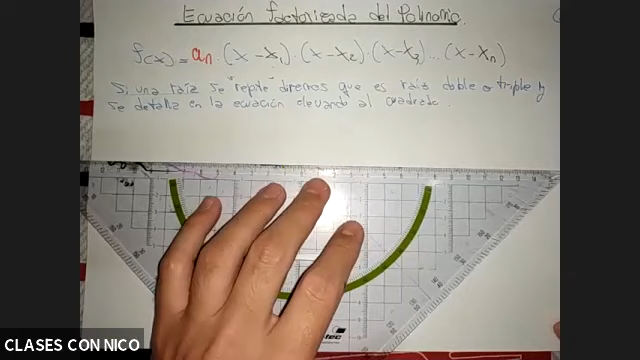 Ecuación factorizada del Polinomio.
f(x) = an · (x - x1) · (x - x2) · (x - x3) ... (x - xn)
Si una raíz se "repite" diremos que es raíz doble o triple y
se detalla en la ecuación elevando al cuadrado.
CLASES CON NICO